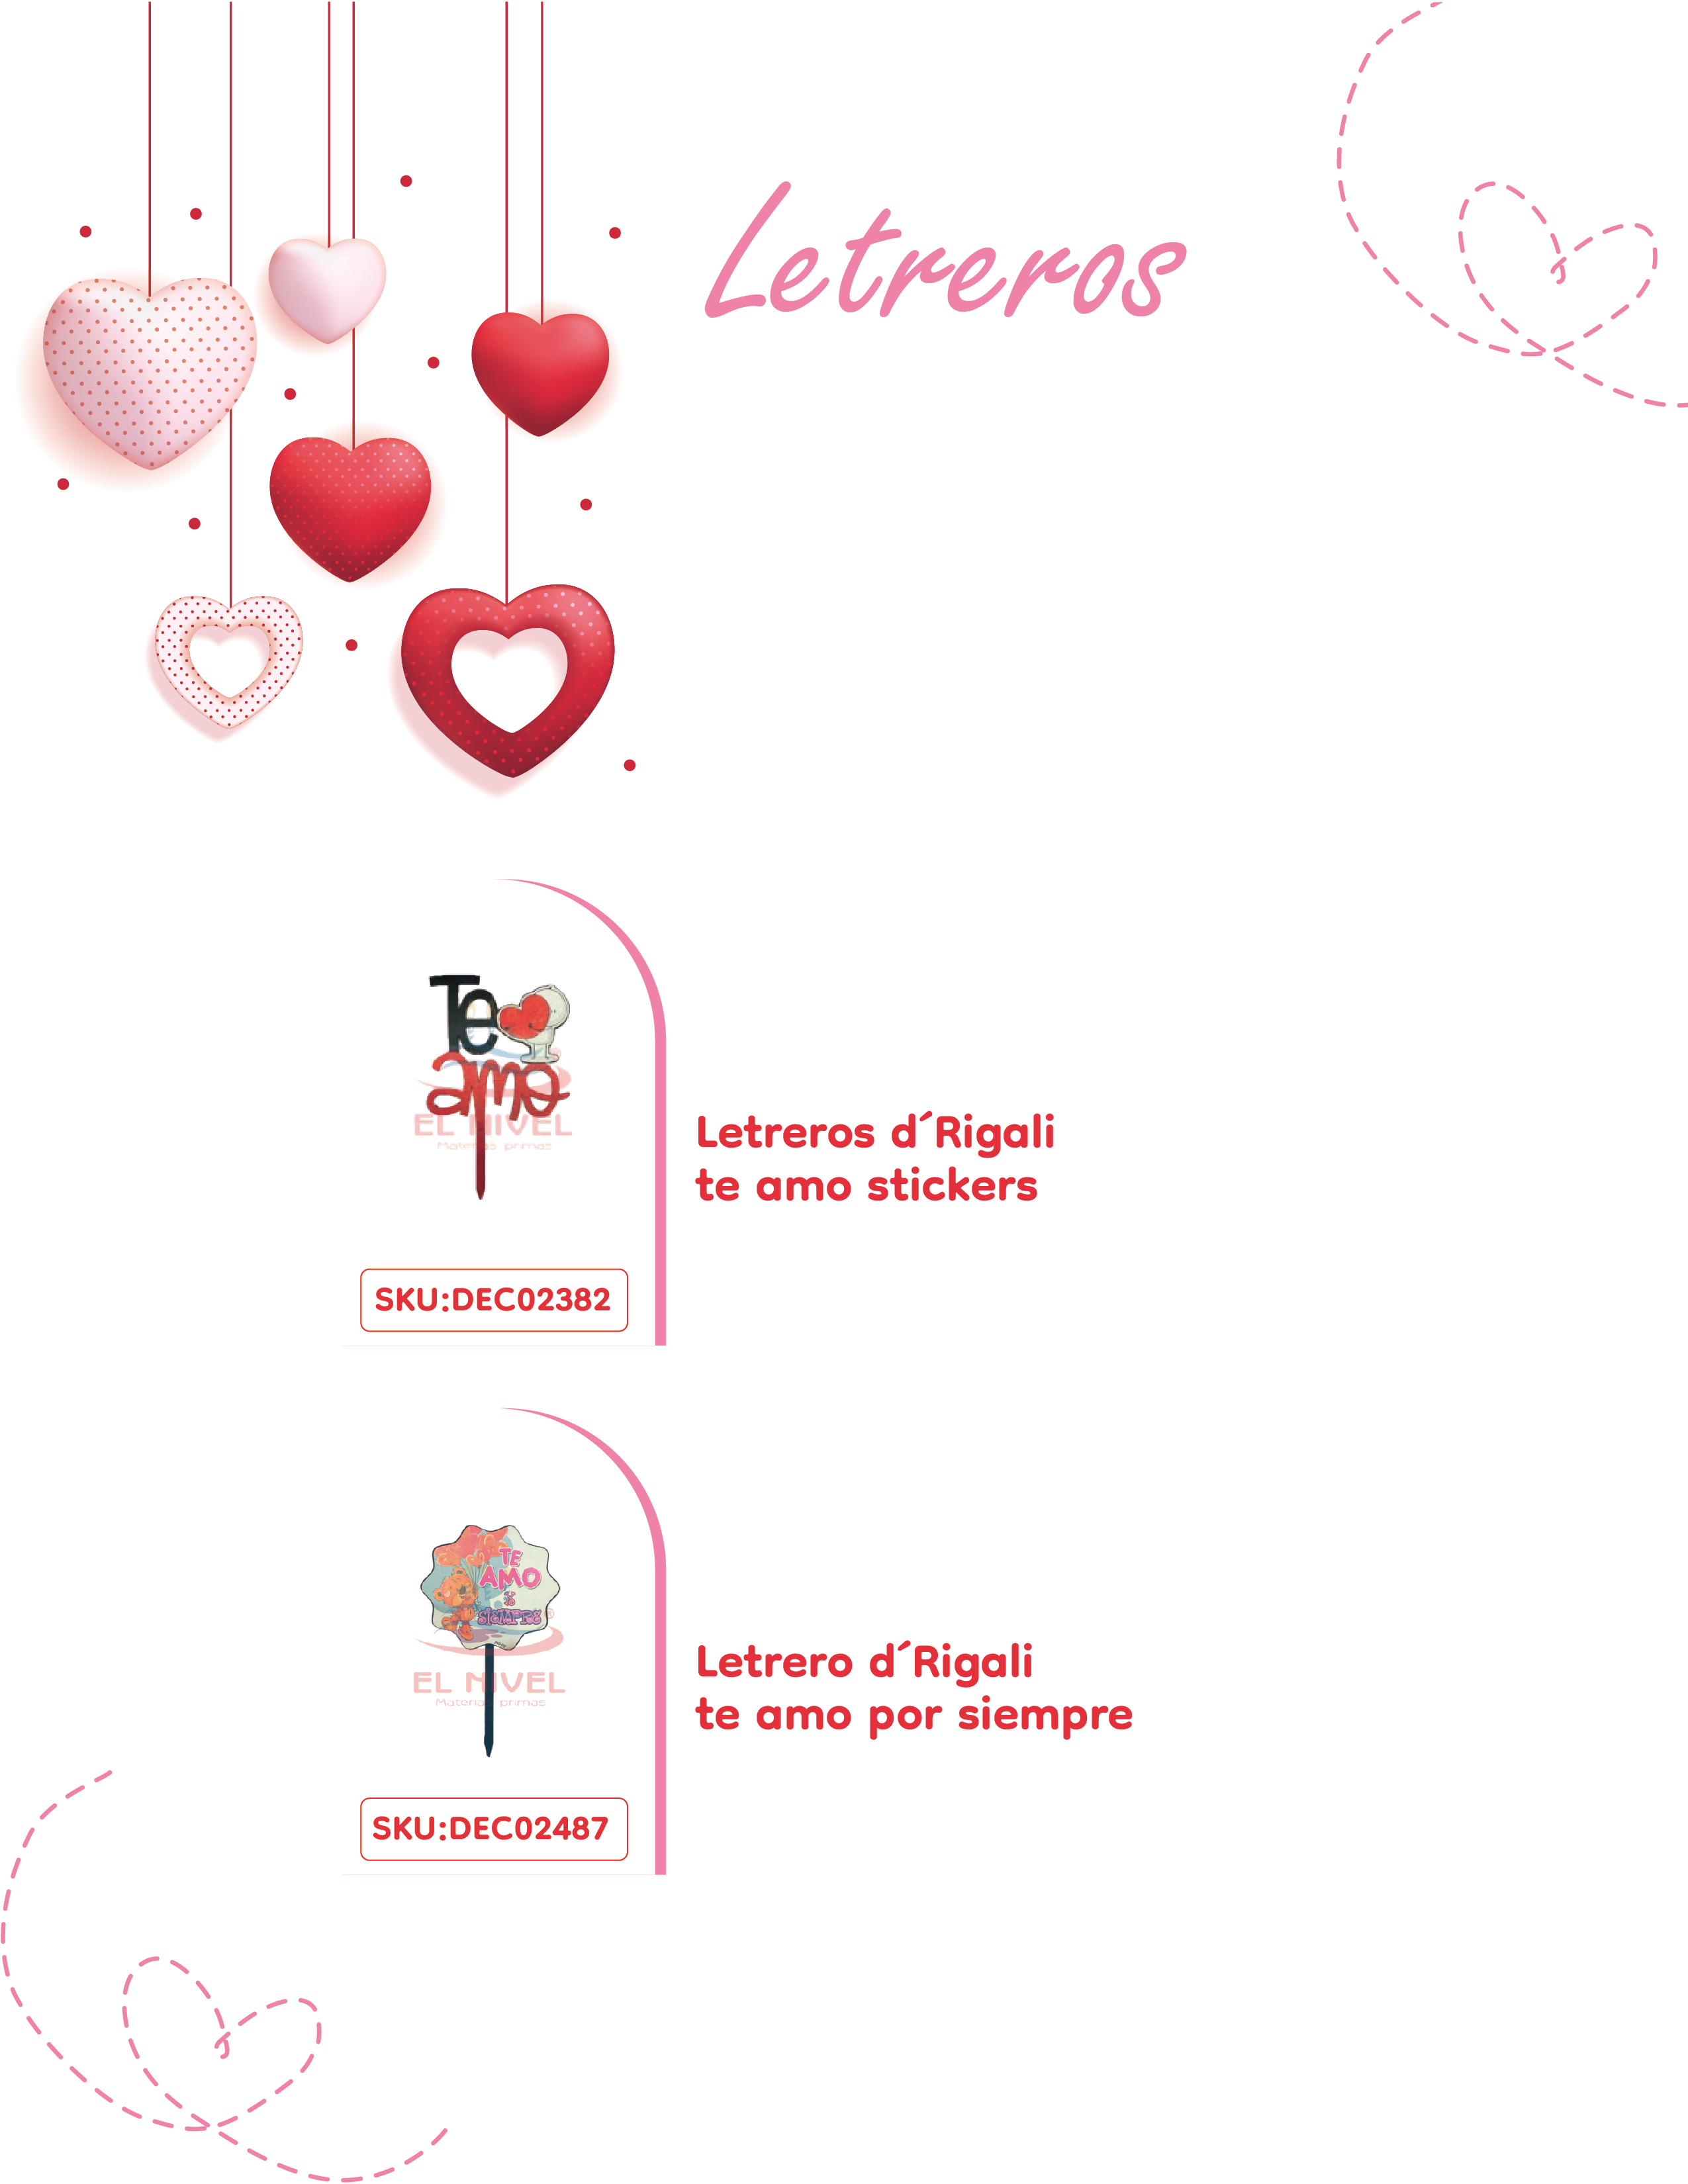 Letreros
Te
amo
EL NIVEL
Materias primas
Letreros d´Rigali
te amo stickers
SKU:DEC02382
TE
AMO
X
SIEMPRE
EL NIVEL
Materias primas
Letrero d´Rigali
te amo por siempre
SKU:DEC02487